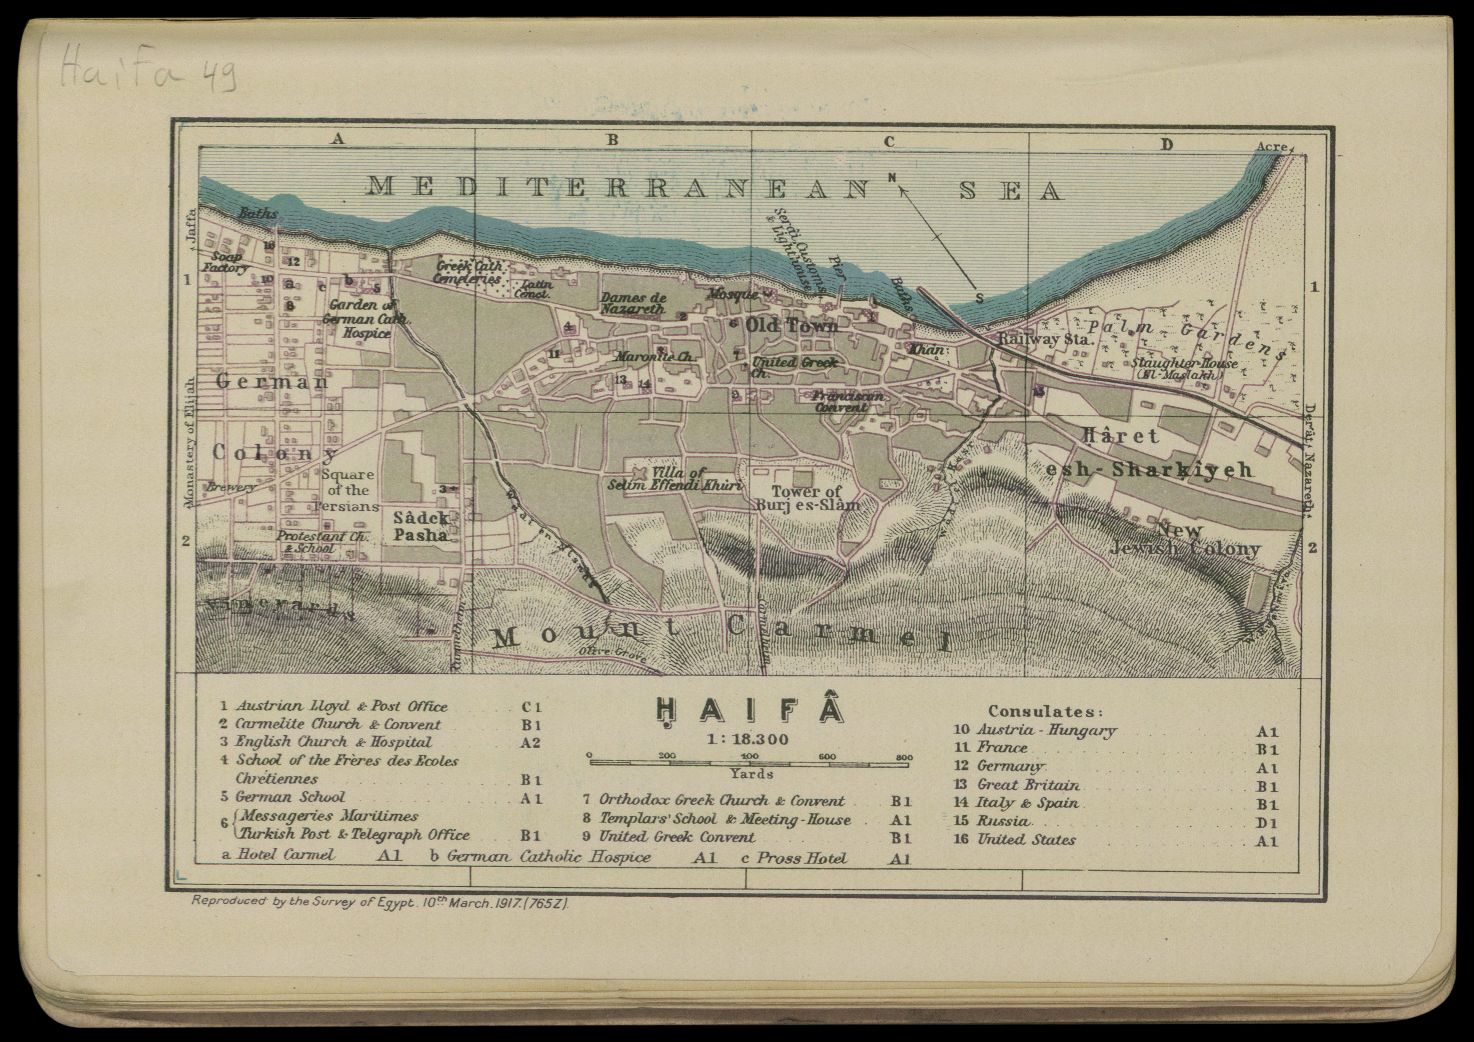 Haifa 49
A B C D
MEDITERRANEAN SEA
N
S
Acre
Jaffa
Baths
Soap
Factory
1
Garden of
German Cath.
Hospice
Greek Cath.
Cemeteries
Latin
Cemet.
Dames de
Nazareth
Mosque
Serâi, Customs,
& Lighthouse
Pier
Baths
Old Town
Khân
Railway Sta.
Palm Gardens
Slaughter-House
(El-Maslakh)
1
Maronite Ch.
United Greek
Ch.
Franciscan
Convent
German
Colony
Monastery of Elijah
Brewery
Square
of the
Persians
Protestant Ch.
& School
Sâdek
Pasha
2
Villa of
Selim Effendi Khûri
Tower of
Burj es-Slâm
Hâret
esh-Sharkîyeh
New
Jewish Colony
Der'ât, Nazareth
2
Vineyards
Karmelheim
Mount Carmel
Olive Grove
Karmelheim
ḤAIFÂ
1 : 18.300
0 200 400 600 800
Yards
1 Austrian Lloyd & Post Office C1
2 Carmelite Church & Convent B1
3 English Church & Hospital A2
4 School of the Frères des Ecoles
Chrétiennes B1
5 German School A1
6 { Messageries Maritimes
Turkish Post & Telegraph Office B1
7 Orthodox Greek Church & Convent B1
8 Templars' School & Meeting-House A1
9 United Greek Convent B1
Consulates:
10 Austria-Hungary A1
11 France B1
12 Germany A1
13 Great Britain B1
14 Italy & Spain B1
15 Russia D1
16 United States A1
a Hotel Carmel A1 b German Catholic Hospice A1 c Pross Hotel A1
Reproduced by the Survey of Egypt. 10th March. 1917. (765Z).